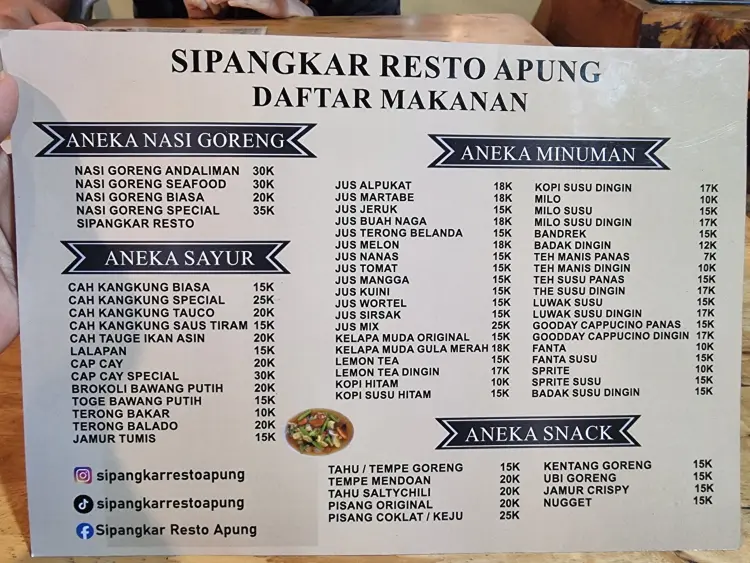 SIPANGKAR RESTO APUNG
DAFTAR MAKANAN
ANEKA NASI GORENG
NASI GORENG ANDALIMAN 30K
NASI GORENG SEAFOOD 30K
NASI GORENG BIASA 20K
NASI GORENG SPECIAL 35K
SIPANGKAR RESTO
ANEKA SAYUR
CAH KANGKUNG BIASA 15K
CAH KANGKUNG SPECIAL 25K
CAH KANGKUNG TAUCO 20K
CAH KANGKUNG SAUS TIRAM 15K
CAH TAUGE IKAN ASIN 20K
LALAPAN 15K
CAP CAY 20K
CAP CAY SPECIAL 30K
BROKOLI BAWANG PUTIH 20K
TOGE BAWANG PUTIH 15K
TERONG BAKAR 10K
TERONG BALADO 20K
JAMUR TUMIS 15K
sipangkarrestoapung
sipangkarrestoapung
Sipangkar Resto Apung
ANEKA MINUMAN
JUS ALPUKAT 18K
JUS MARTABE 18K
JUS JERUK 15K
JUS BUAH NAGA 18K
JUS TERONG BELANDA 15K
JUS MELON 18K
JUS NANAS 15K
JUS TOMAT 15K
JUS MANGGA 15K
JUS KUINI 15K
JUS WORTEL 15K
JUS SIRSAK 15K
JUS MIX 25K
KELAPA MUDA ORIGINAL 15K
KELAPA MUDA GULA MERAH 18K
LEMON TEA 15K
LEMON TEA DINGIN 17K
KOPI HITAM 10K
KOPI SUSU HITAM 15K
KOPI SUSU DINGIN 17K
MILO 10K
MILO SUSU 15K
MILO SUSU DINGIN 17K
BANDREK 15K
BADAK DINGIN 12K
TEH MANIS PANAS 7K
TEH MANIS DINGIN 10K
TEH SUSU PANAS 15K
THE SUSU DINGIN 17K
LUWAK SUSU 15K
LUWAK SUSU DINGIN 17K
GOODAY CAPPUCINO PANAS 15K
GOODDAY CAPPUCINO DINGIN 17K
FANTA 10K
FANTA SUSU 15K
SPRITE 10K
SPRITE SUSU 15K
BADAK SUSU DINGIN 15K
ANEKA SNACK
TAHU / TEMPE GORENG 15K
TEMPE MENDOAN 20K
TAHU SALTYCHILI 20K
PISANG ORIGINAL 20K
PISANG COKLAT / KEJU 25K
KENTANG GORENG 15K
UBI GORENG 15K
JAMUR CRISPY 15K
NUGGET 15K